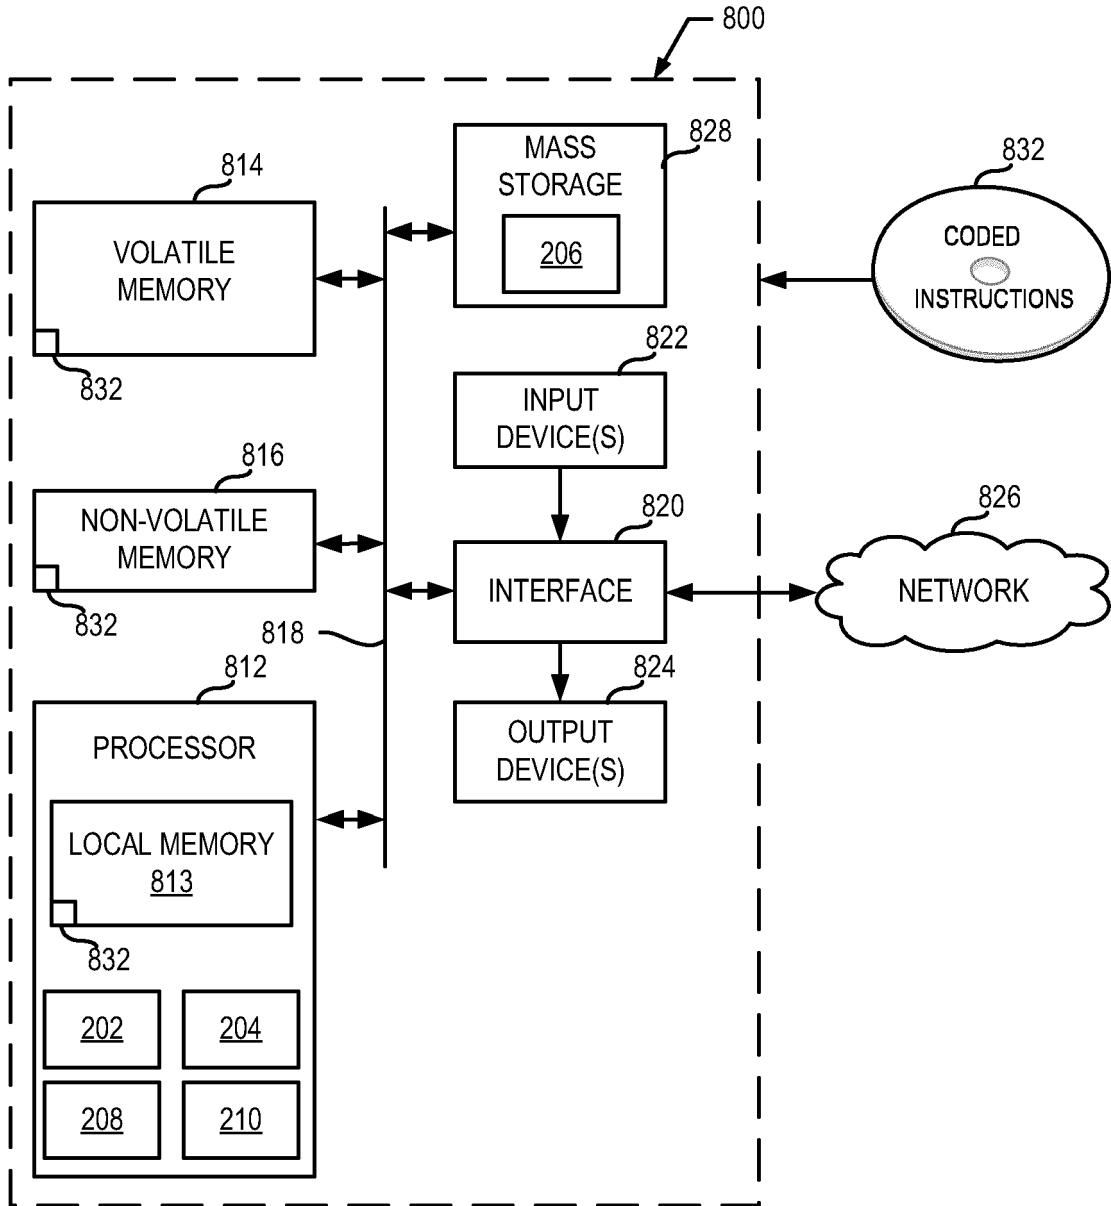 800
814
VOLATILE
MEMORY
832
MASS
STORAGE
206
828
832
CODED
INSTRUCTIONS
822
INPUT
DEVICE(S)
816
NON-VOLATILE
MEMORY
832
820
INTERFACE
826
NETWORK
818
812
PROCESSOR
LOCAL MEMORY
813
832
824
OUTPUT
DEVICE(S)
202
204
208
210